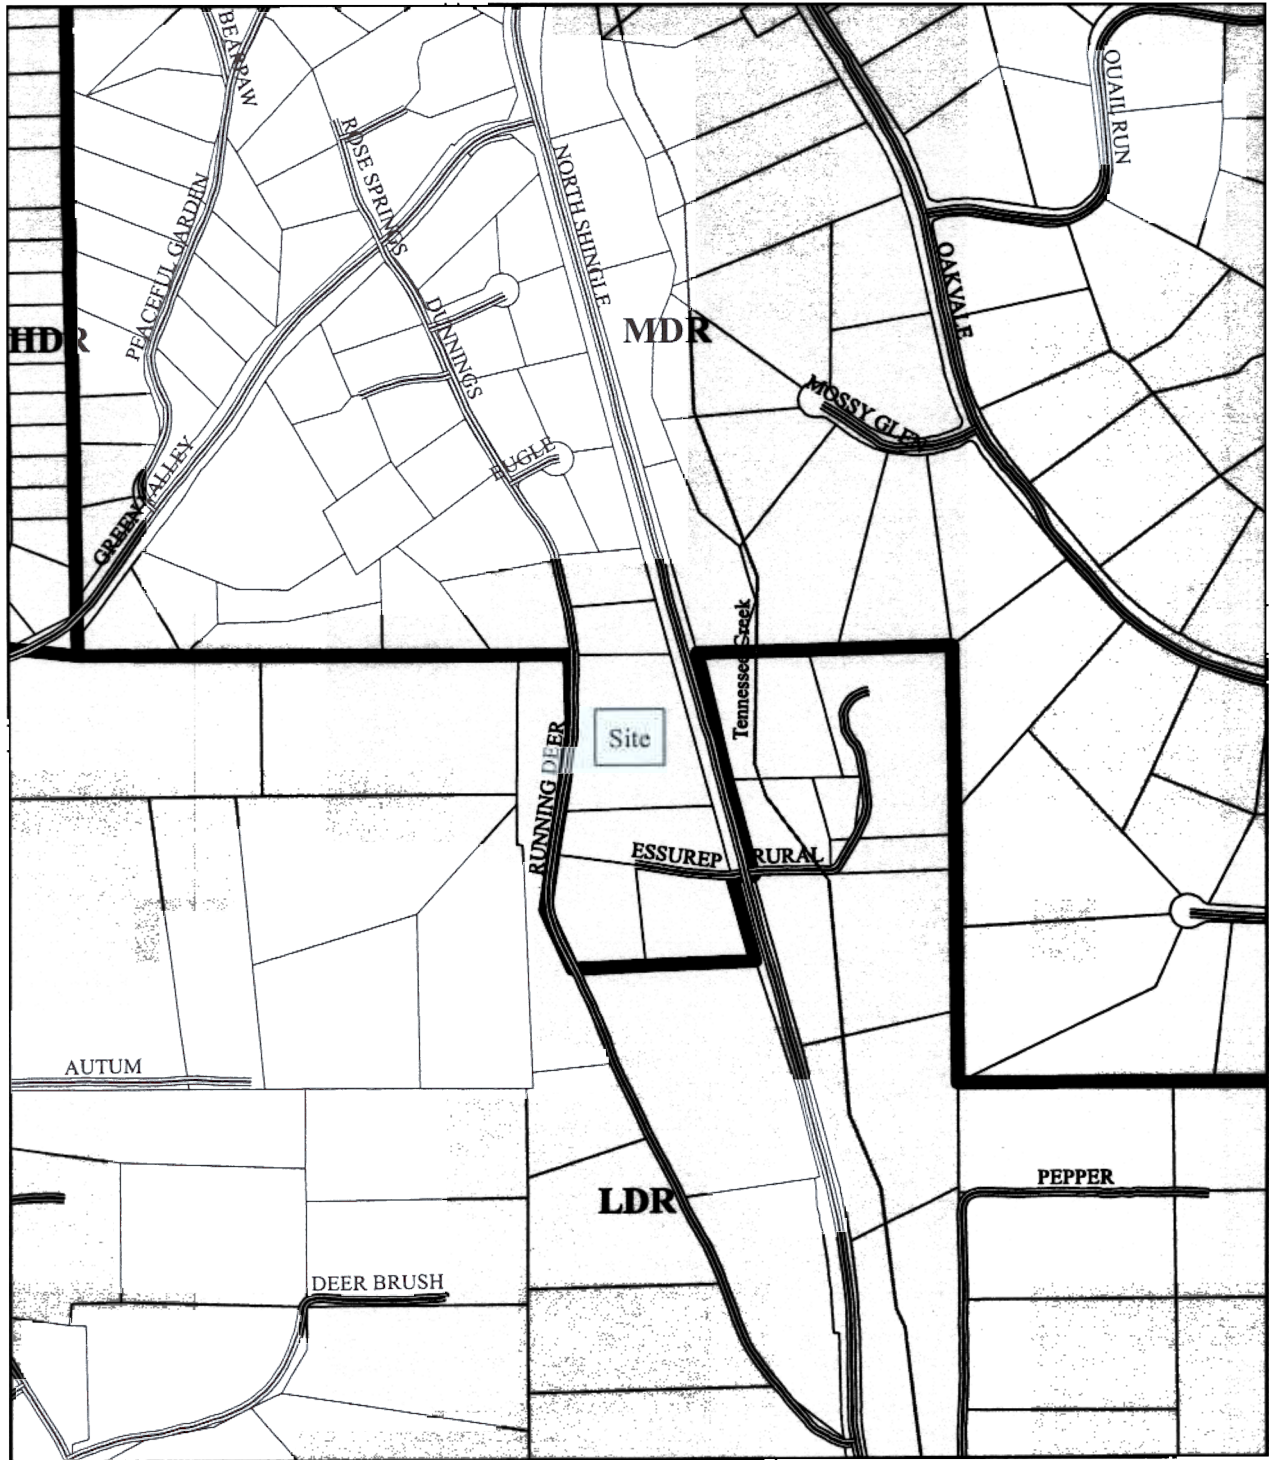 BEARPAW
QUAIL RUN
ROSE SPRINGS
NORTH SHINGLE
PEACEFUL GARDEN
OAKVALE
DUNNINGS
HDR
MDR
MOSSY GLEN
BUGLE
GREEN VALLEY
Tennessee Creek
Site
RUNNING DEER
ESSUREP
RURAL
AUTUM
LDR
PEPPER
DEER BRUSH